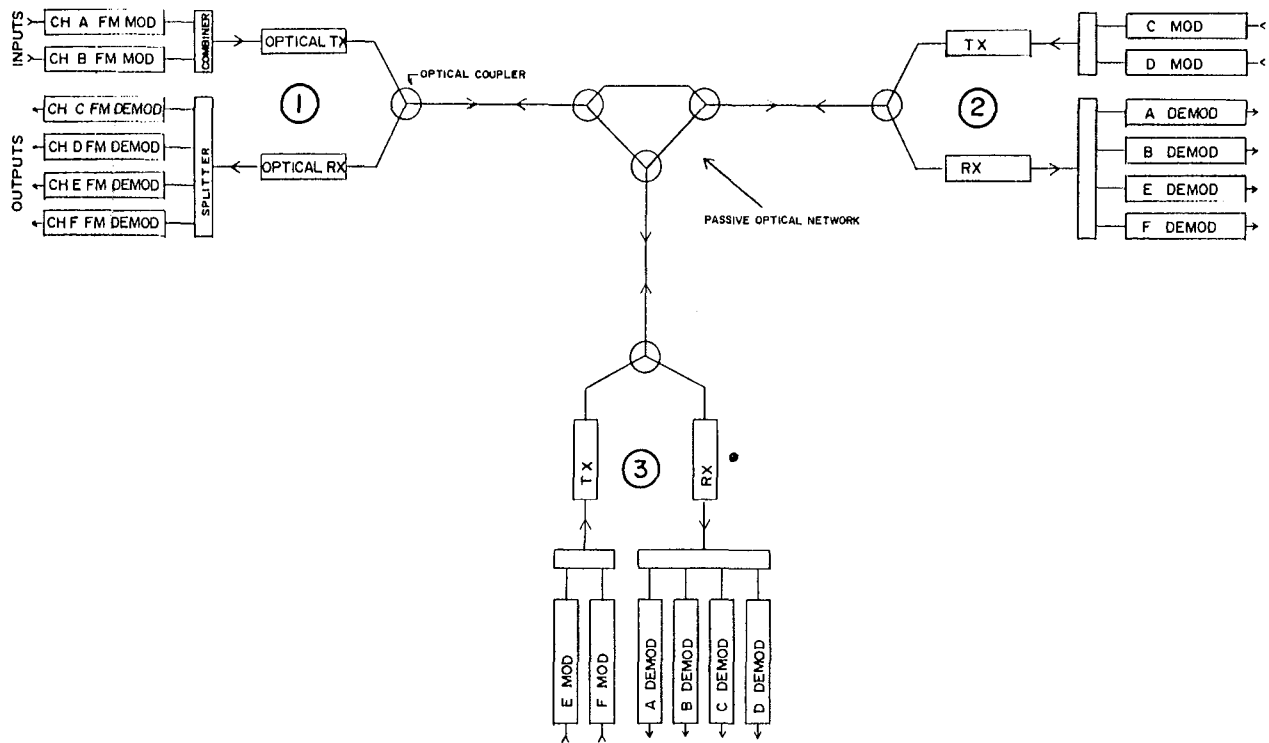 INPUTS
CH A FM MOD
CH B FM MOD
COMBINER
OPTICAL TX
OPTICAL COUPLER
OUTPUTS
CH C FM DEMOD
CH D FM DEMOD
CH E FM DEMOD
CH F FM DEMOD
SPLITTER
OPTICAL RX
1
PASSIVE OPTICAL NETWORK
TX
C MOD
D MOD
2
RX
A DEMOD
B DEMOD
E DEMOD
F DEMOD
TX
3
RX
E MOD
F MOD
A DEMOD
B DEMOD
C DEMOD
D DEMOD